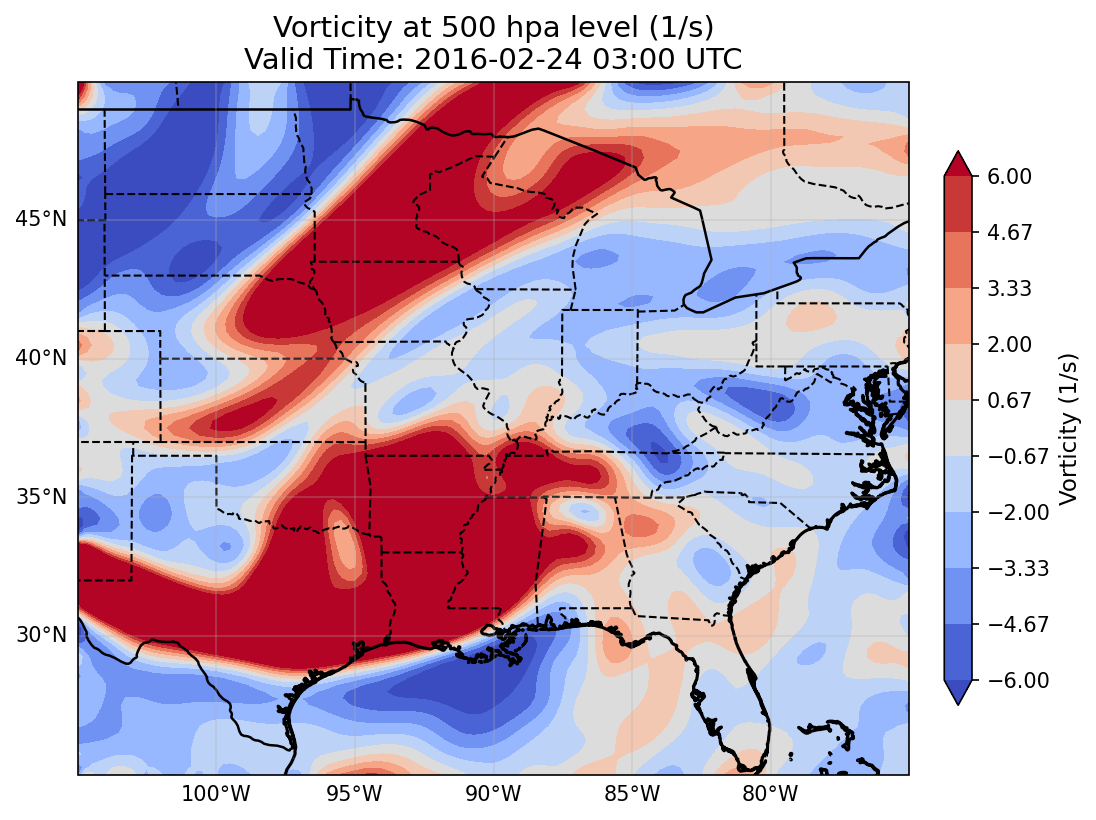 Vorticity at 500 hpa level (1/s)
Valid Time: 2016-02-24 03:00 UTC
45°N
40°N
35°N
30°N
100°W
95°W
90°W
85°W
80°W
6.00
4.67
3.33
2.00
0.67
−0.67
−2.00
−3.33
−4.67
−6.00
Vorticity (1/s)